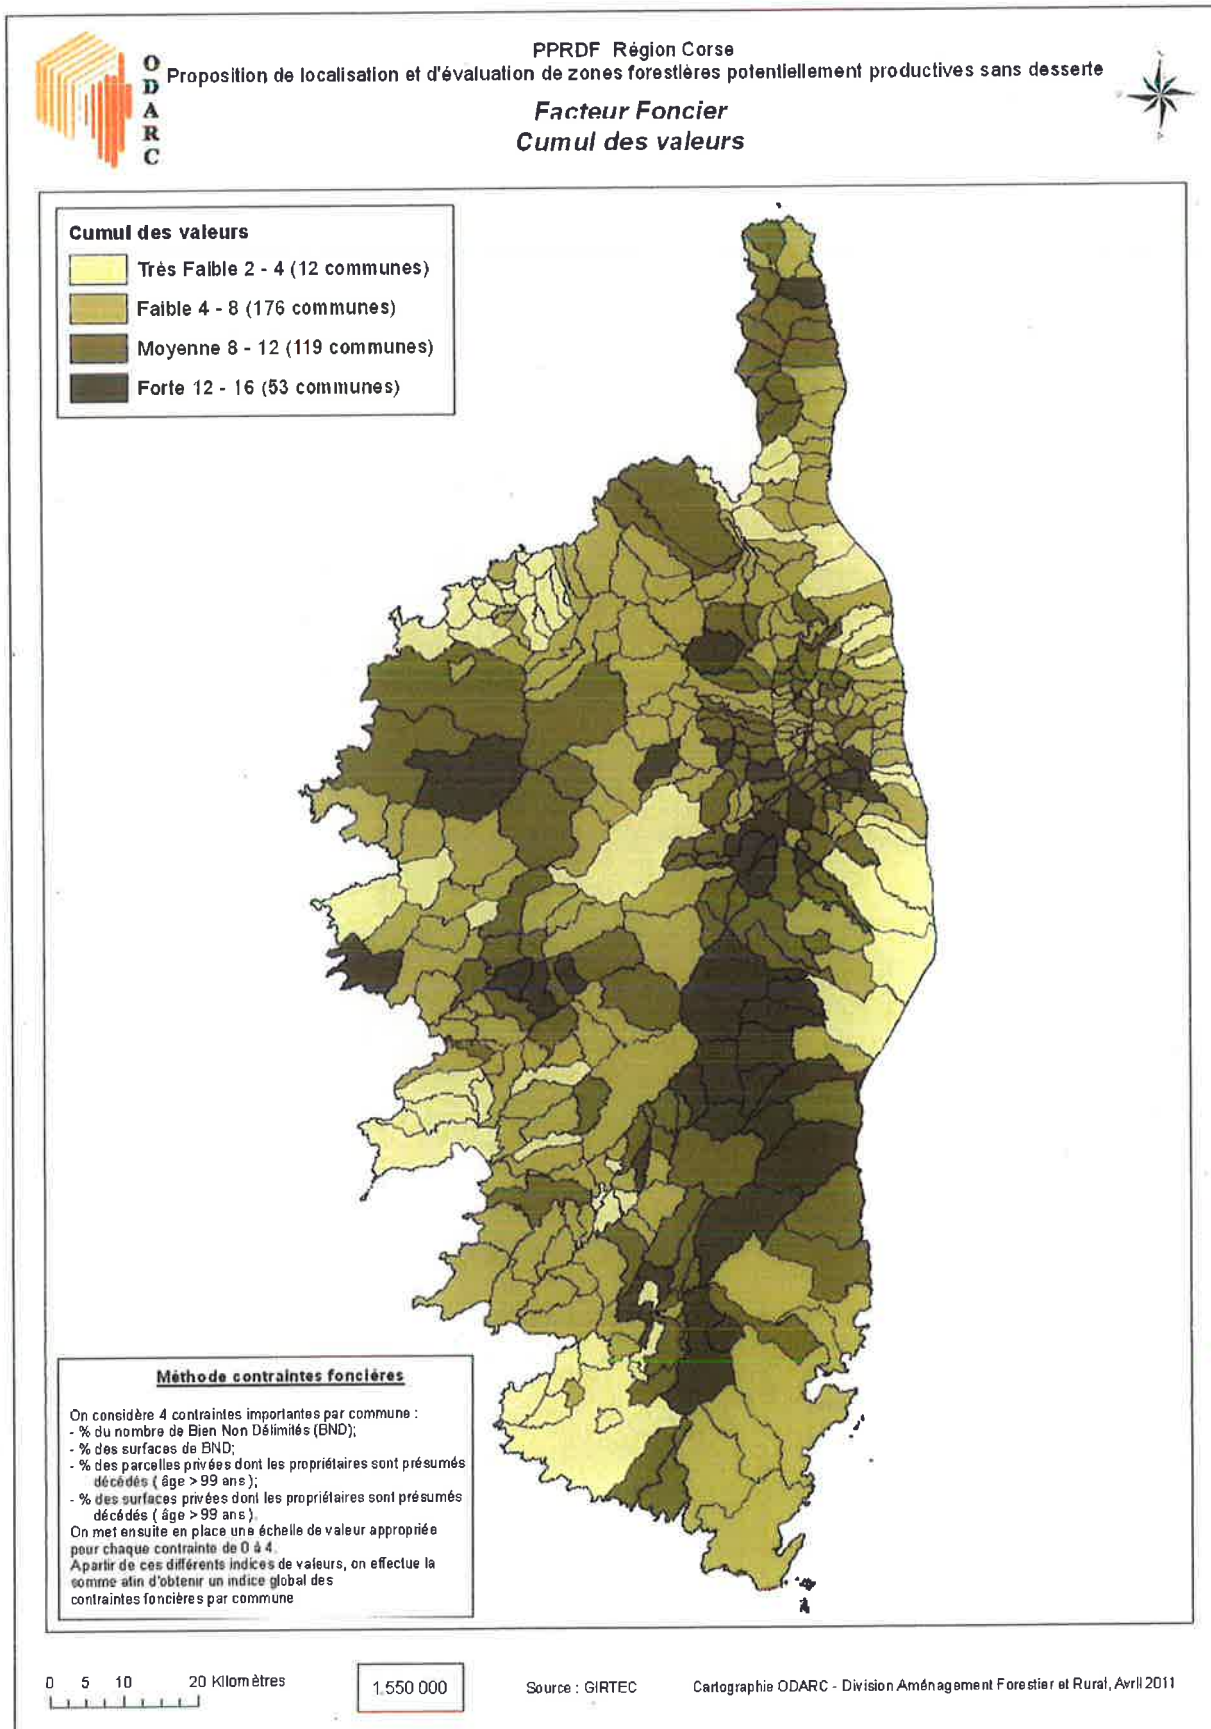 ODARC
PPRDF Région Corse
Proposition de localisation et d'évaluation de zones forestières potentiellement productives sans desserte
Facteur Foncier
Cumul des valeurs
Cumul des valeurs
Très Faible 2 - 4 (12 communes)
Faible 4 - 8 (176 communes)
Moyenne 8 - 12 (119 communes)
Forte 12 - 16 (53 communes)
Méthode contraintes foncières
On considère 4 contraintes importantes par commune :
- % du nombre de Bien Non Délimités (BND);
- % des surfaces de BND;
- % des parcelles privées dont les propriétaires sont présumés
décédés ( âge > 99 ans );
- % des surfaces privées dont les propriétaires sont présumés
décédés ( âge > 99 ans ).
On met ensuite en place une échelle de valeur appropriée
pour chaque contrainte de 0 à 4.
Apartir de ces différents indices de valeurs, on effectue la
somme afin d'obtenir un indice global des
contraintes foncières par commune
0 5 10 20 Kilomètres
1:550 000
Source : GIRTEC
Cartographie ODARC - Division Aménagement Forestier et Rural, Avril 2011